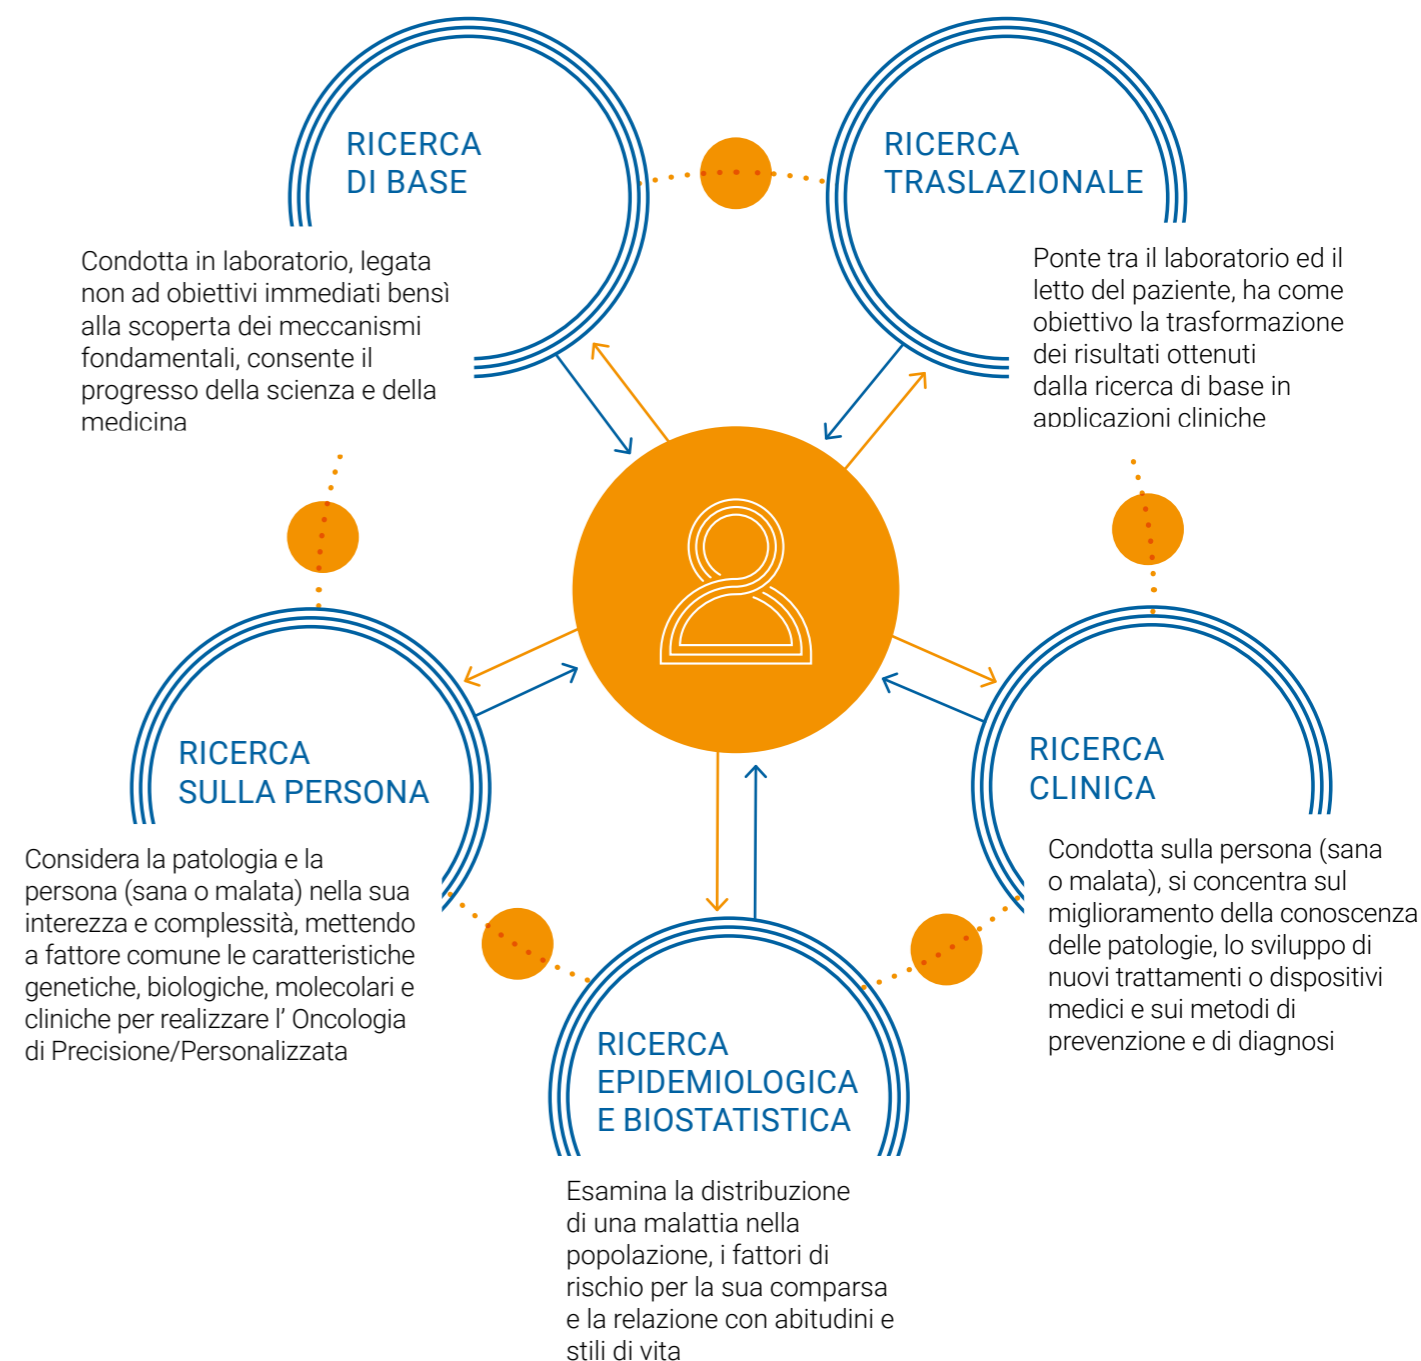 RICERCA
DI BASE
Condotta in laboratorio, legata
non ad obiettivi immediati bensì
alla scoperta dei meccanismi
fondamentali, consente il
progresso della scienza e della
medicina
RICERCA
TRASLAZIONALE
Ponte tra il laboratorio ed il
letto del paziente, ha come
obiettivo la trasformazione
dei risultati ottenuti
dalla ricerca di base in
applicazioni cliniche
RICERCA
SULLA PERSONA
Considera la patologia e la
persona (sana o malata) nella sua
interezza e complessità, mettendo
a fattore comune le caratteristiche
genetiche, biologiche, molecolari e
cliniche per realizzare l’ Oncologia
di Precisione/Personalizzata
RICERCA
CLINICA
Condotta sulla persona (sana
o malata), si concentra sul
miglioramento della conoscenza
delle patologie, lo sviluppo di
nuovi trattamenti o dispositivi
medici e sui metodi di
prevenzione e di diagnosi
RICERCA
EPIDEMIOLOGICA
E BIOSTATISTICA
Esamina la distribuzione
di una malattia nella
popolazione, i fattori di
rischio per la sua comparsa
e la relazione con abitudini e
stili di vita